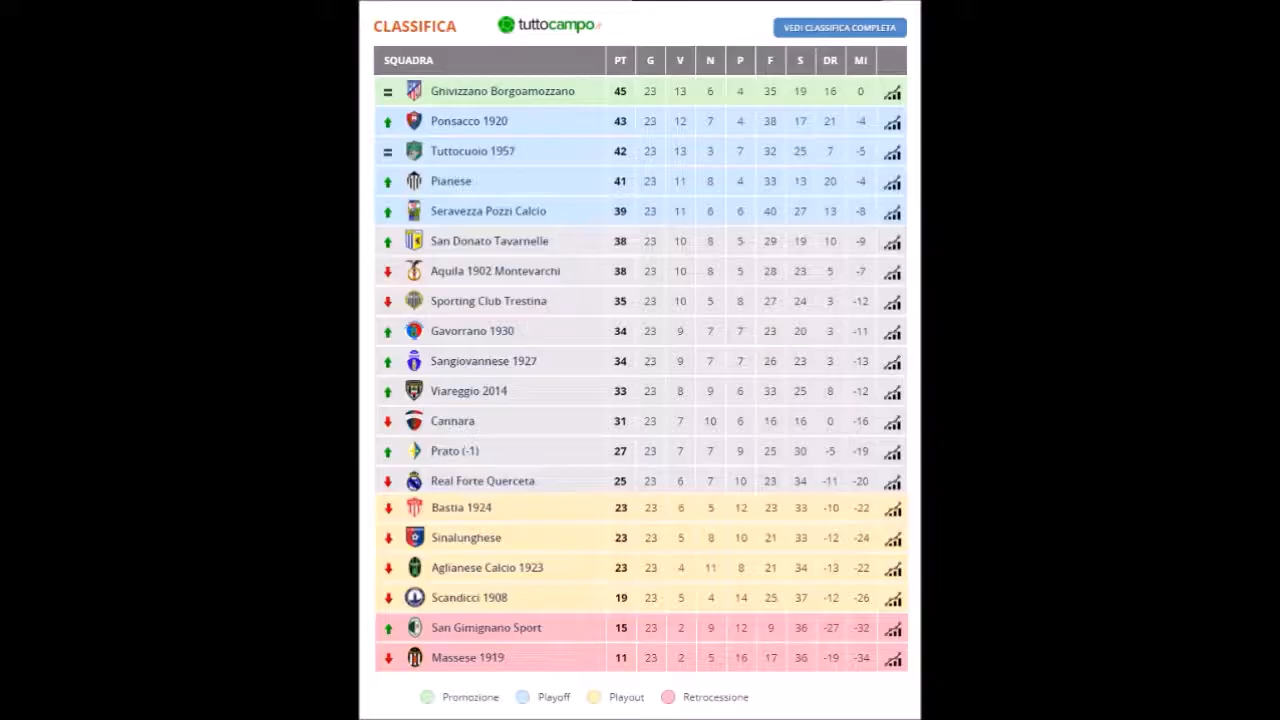 CLASSIFICA tuttocampo.it VEDI CLASSIFICA COMPLETA
SQUADRA PT G V N P F S DR MI
Ghivizzano Borgoamozzano 45 23 13 6 4 35 19 16 0
Ponsacco 1920 43 23 12 7 4 38 17 21 -4
Tuttocuoio 1957 42 23 13 3 7 32 25 7 -5
Pianese 41 23 11 8 4 33 13 20 -4
Seravezza Pozzi Calcio 39 23 11 6 6 40 27 13 -8
San Donato Tavarnelle 38 23 10 8 5 29 19 10 -9
Aquila 1902 Montevarchi 38 23 10 8 5 28 23 5 -7
Sporting Club Trestina 35 23 10 5 8 27 24 3 -12
Gavorrano 1930 34 23 9 7 7 23 20 3 -11
Sangiovannese 1927 34 23 9 7 7 26 23 3 -13
Viareggio 2014 33 23 8 9 6 33 25 8 -12
Cannara 31 23 7 10 6 16 16 0 -16
Prato (-1) 27 23 7 7 9 25 30 -5 -19
Real Forte Querceta 25 23 6 7 10 23 34 -11 -20
Bastia 1924 23 23 6 5 12 23 33 -10 -22
Sinalunghese 23 23 5 8 10 21 33 -12 -24
Aglianese Calcio 1923 23 23 4 11 8 21 34 -13 -22
Scandicci 1908 19 23 5 4 14 25 37 -12 -26
San Gimignano Sport 15 23 2 9 12 9 36 -27 -32
Massese 1919 11 23 2 5 16 17 36 -19 -34
Promozione Playoff Playout Retrocessione